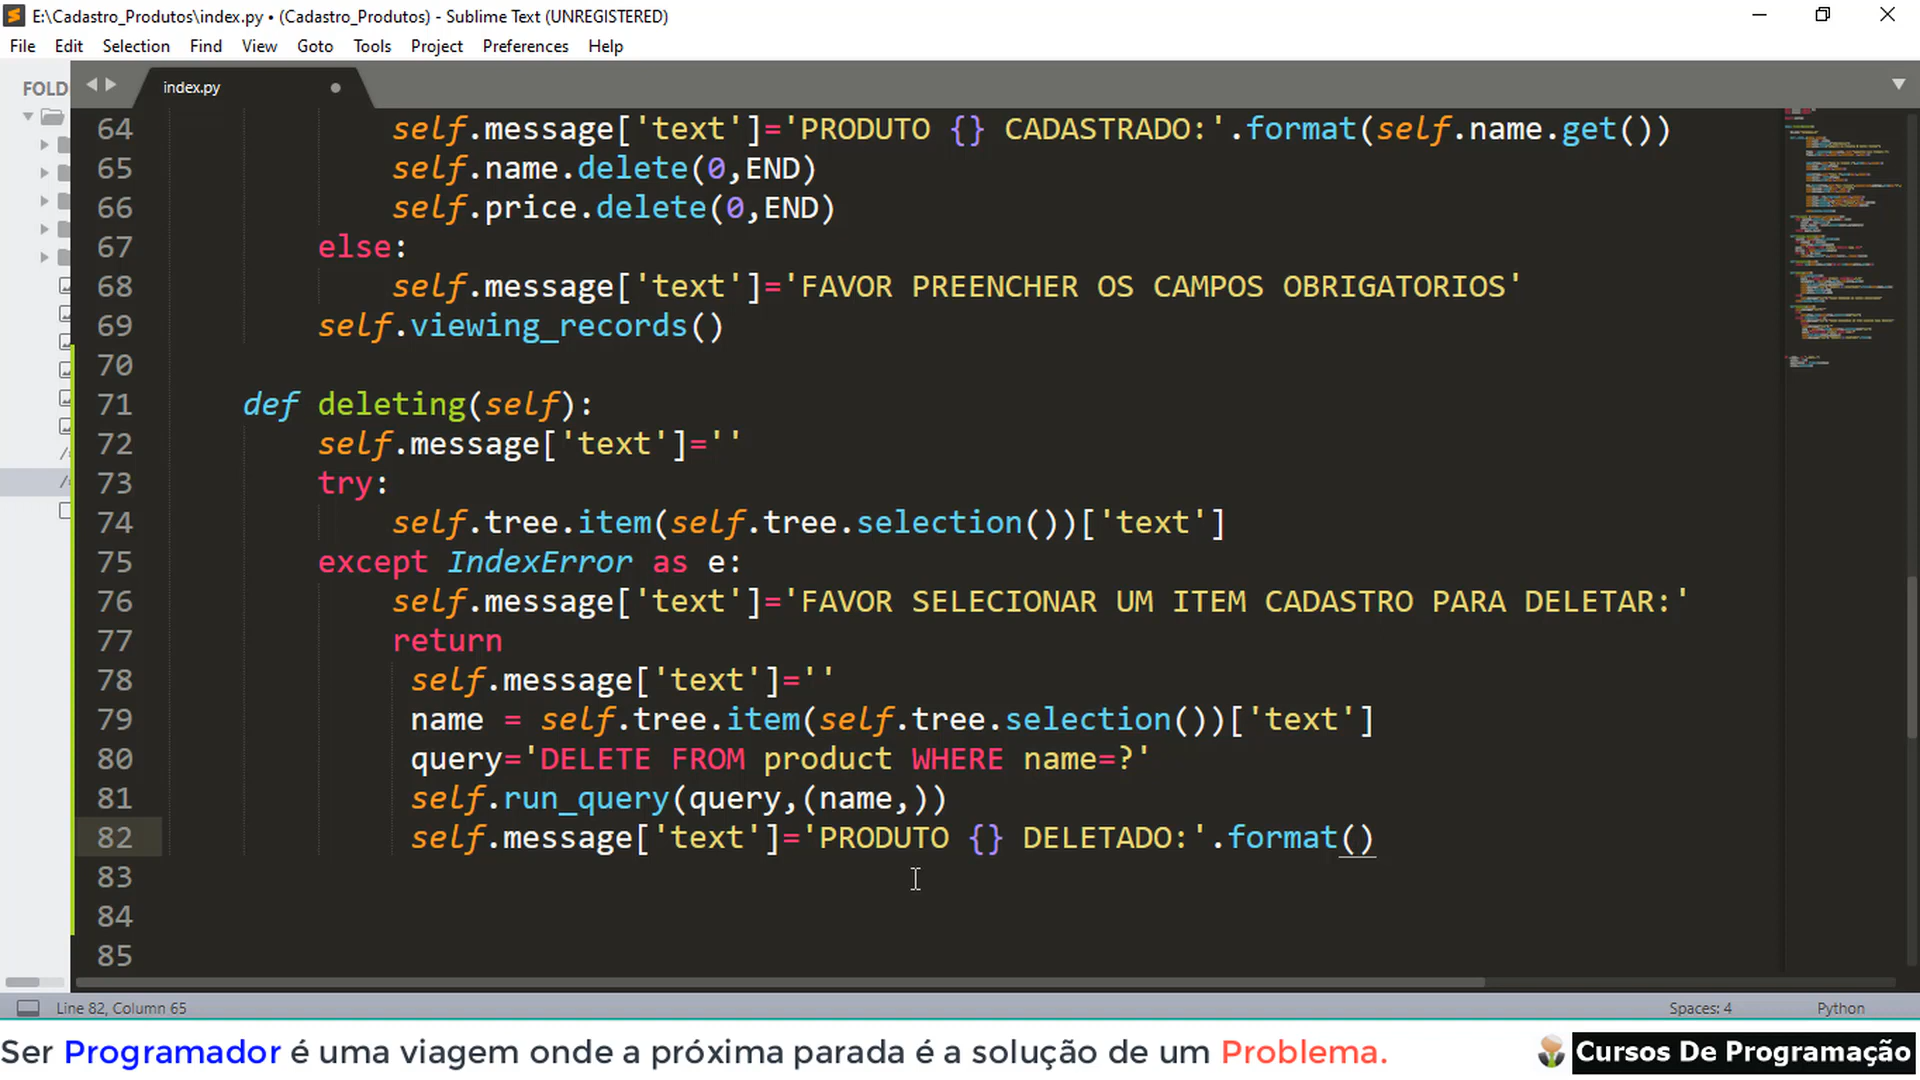 E:\Cadastro_Produtos\index.py • (Cadastro_Produtos) - Sublime Text (UNREGISTERED)
File Edit Selection Find View Goto Tools Project Preferences Help
FOLD
index.py
64 self.message['text']='PRODUTO {} CADASTRADO:'.format(self.name.get())
65 self.name.delete(0,END)
66 self.price.delete(0,END)
67 else:
68 self.message['text']='FAVOR PREENCHER OS CAMPOS OBRIGATORIOS'
69 self.viewing_records()
70
71 def deleting(self):
72 self.message['text']=''
73 try:
74 self.tree.item(self.tree.selection())['text']
75 except IndexError as e:
76 self.message['text']='FAVOR SELECIONAR UM ITEM CADASTRO PARA DELETAR:'
77 return
78 self.message['text']=''
79 name = self.tree.item(self.tree.selection())['text']
80 query='DELETE FROM product WHERE name=?'
81 self.run_query(query,(name,))
82 self.message['text']='PRODUTO {} DELETADO:'.format()
83
84
85
Line 82, Column 65 Spaces: 4 Python
Ser Programador é uma viagem onde a próxima parada é a solução de um Problema. Cursos De Programação